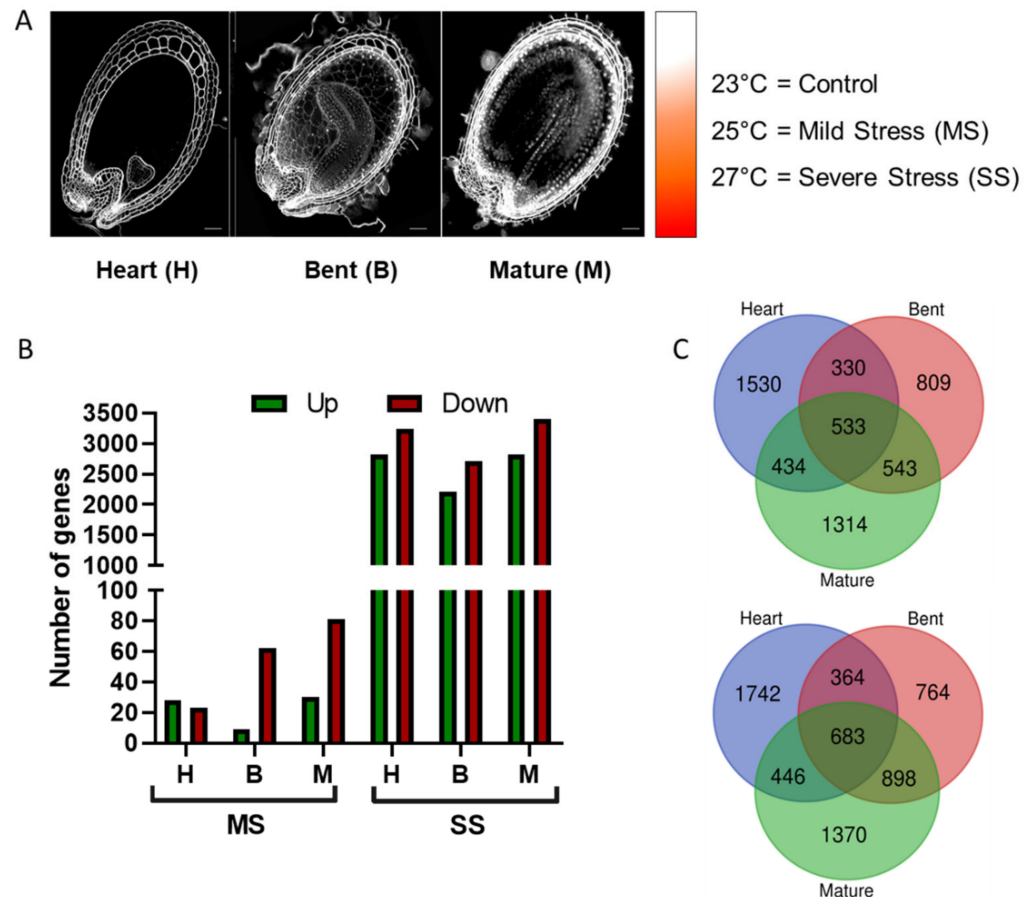 A
23°C = Control
25°C = Mild Stress (MS)
27°C = Severe Stress (SS)
Heart (H)
Bent (B)
Mature (M)
B
Up
Down
Number of genes
3500
3000
2500
2000
1500
1000
100
80
60
40
20
0
H
B
M
H
B
M
MS
SS
C
Heart
Bent
1530
330
809
533
434
543
1314
Mature
Heart
Bent
1742
364
764
683
446
898
1370
Mature